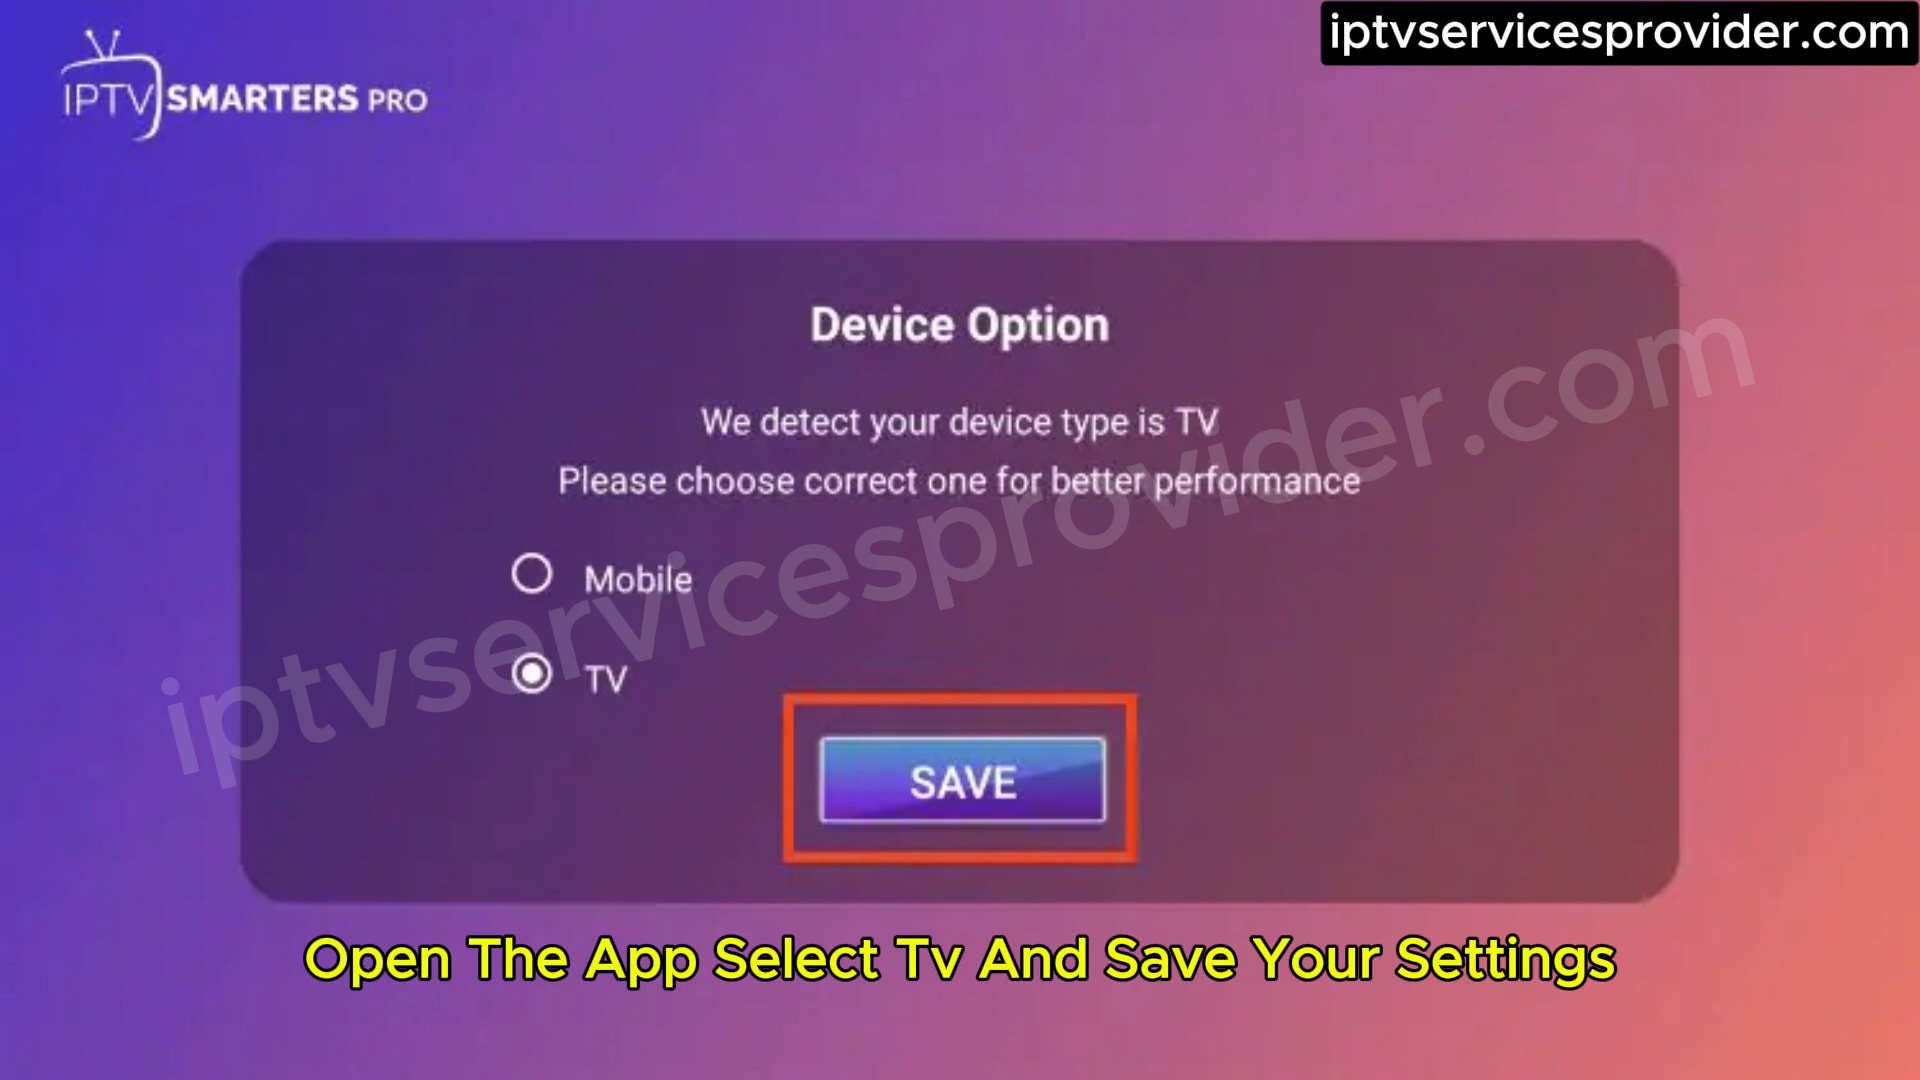 iptvservicesprovider.com
IPTV SMARTERS PRO
Device Option
We detect your device type is TV
Please choose correct one for better performance
Mobile
TV
SAVE
iptvservicesprovider.com
Open The App Select Tv And Save Your Settings